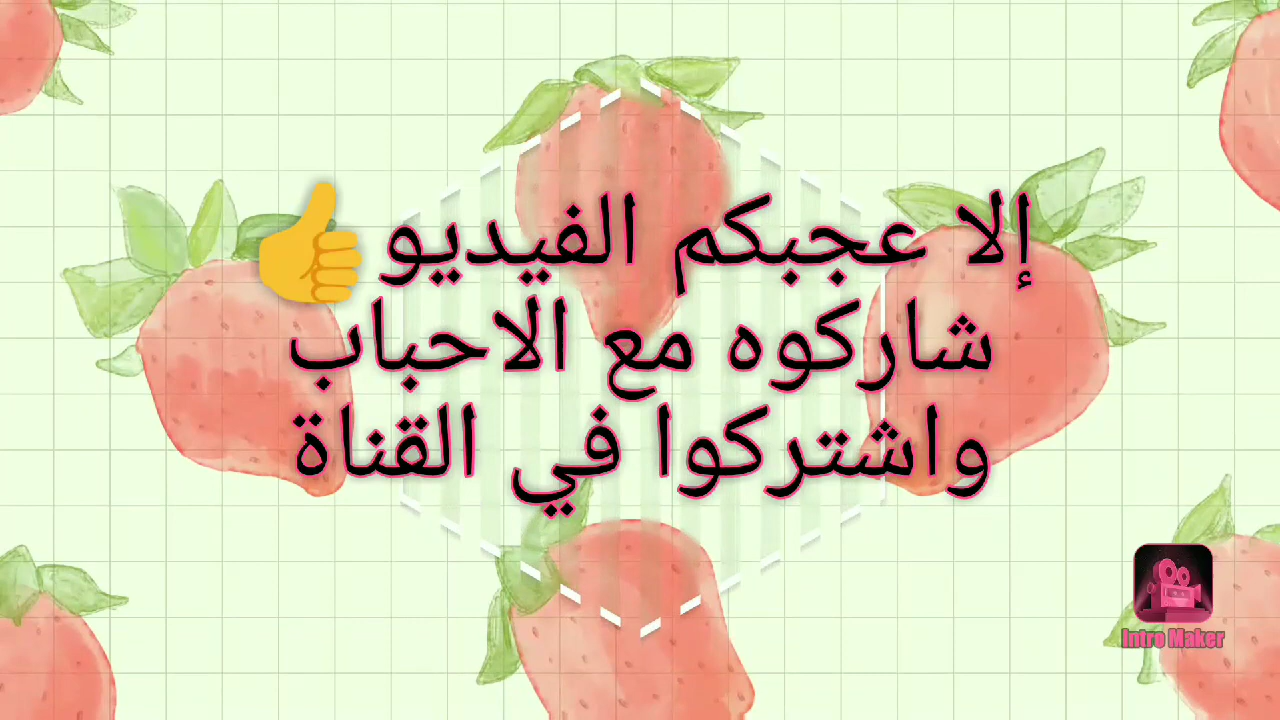 إلا عجبكم الفيديو👍
شاركوه مع الاحباب
واشتركوا في القناة
Intro Maker